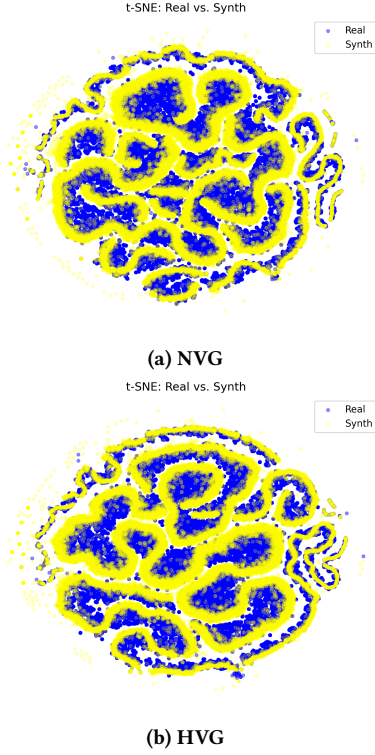 t-SNE: Real vs. Synth
Real
Synth
(a) NVG
t-SNE: Real vs. Synth
Real
Synth
(b) HVG